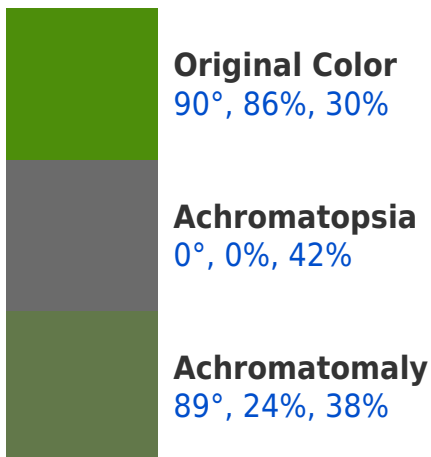 Original Color
90°, 86%, 30%
Achromatopsia
0°, 0%, 42%
Achromatomaly
89°, 24%, 38%